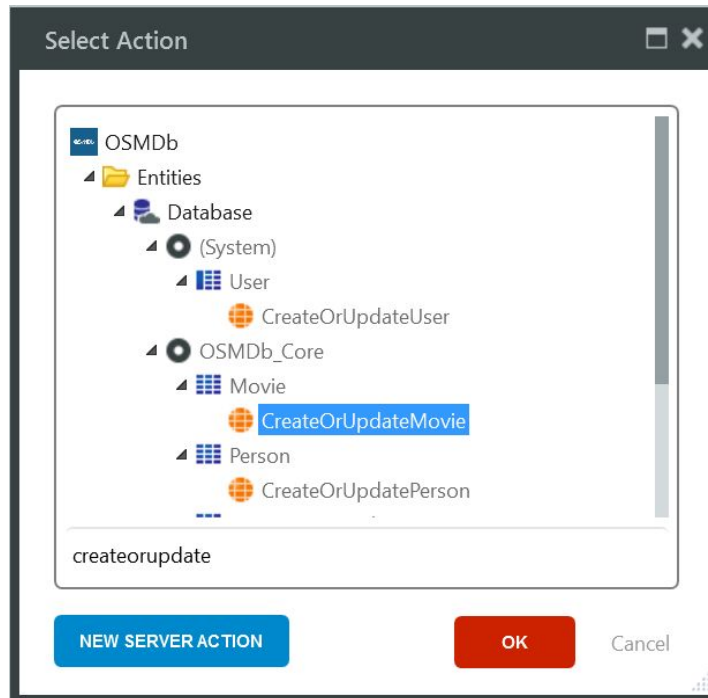 Select Action
OSMDb
Entities
Database
(System)
User
CreateOrUpdateUser
OSMDb_Core
Movie
CreateOrUpdateMovie
Person
CreateOrUpdatePerson
createorupdate
NEW SERVER ACTION
OK
Cancel